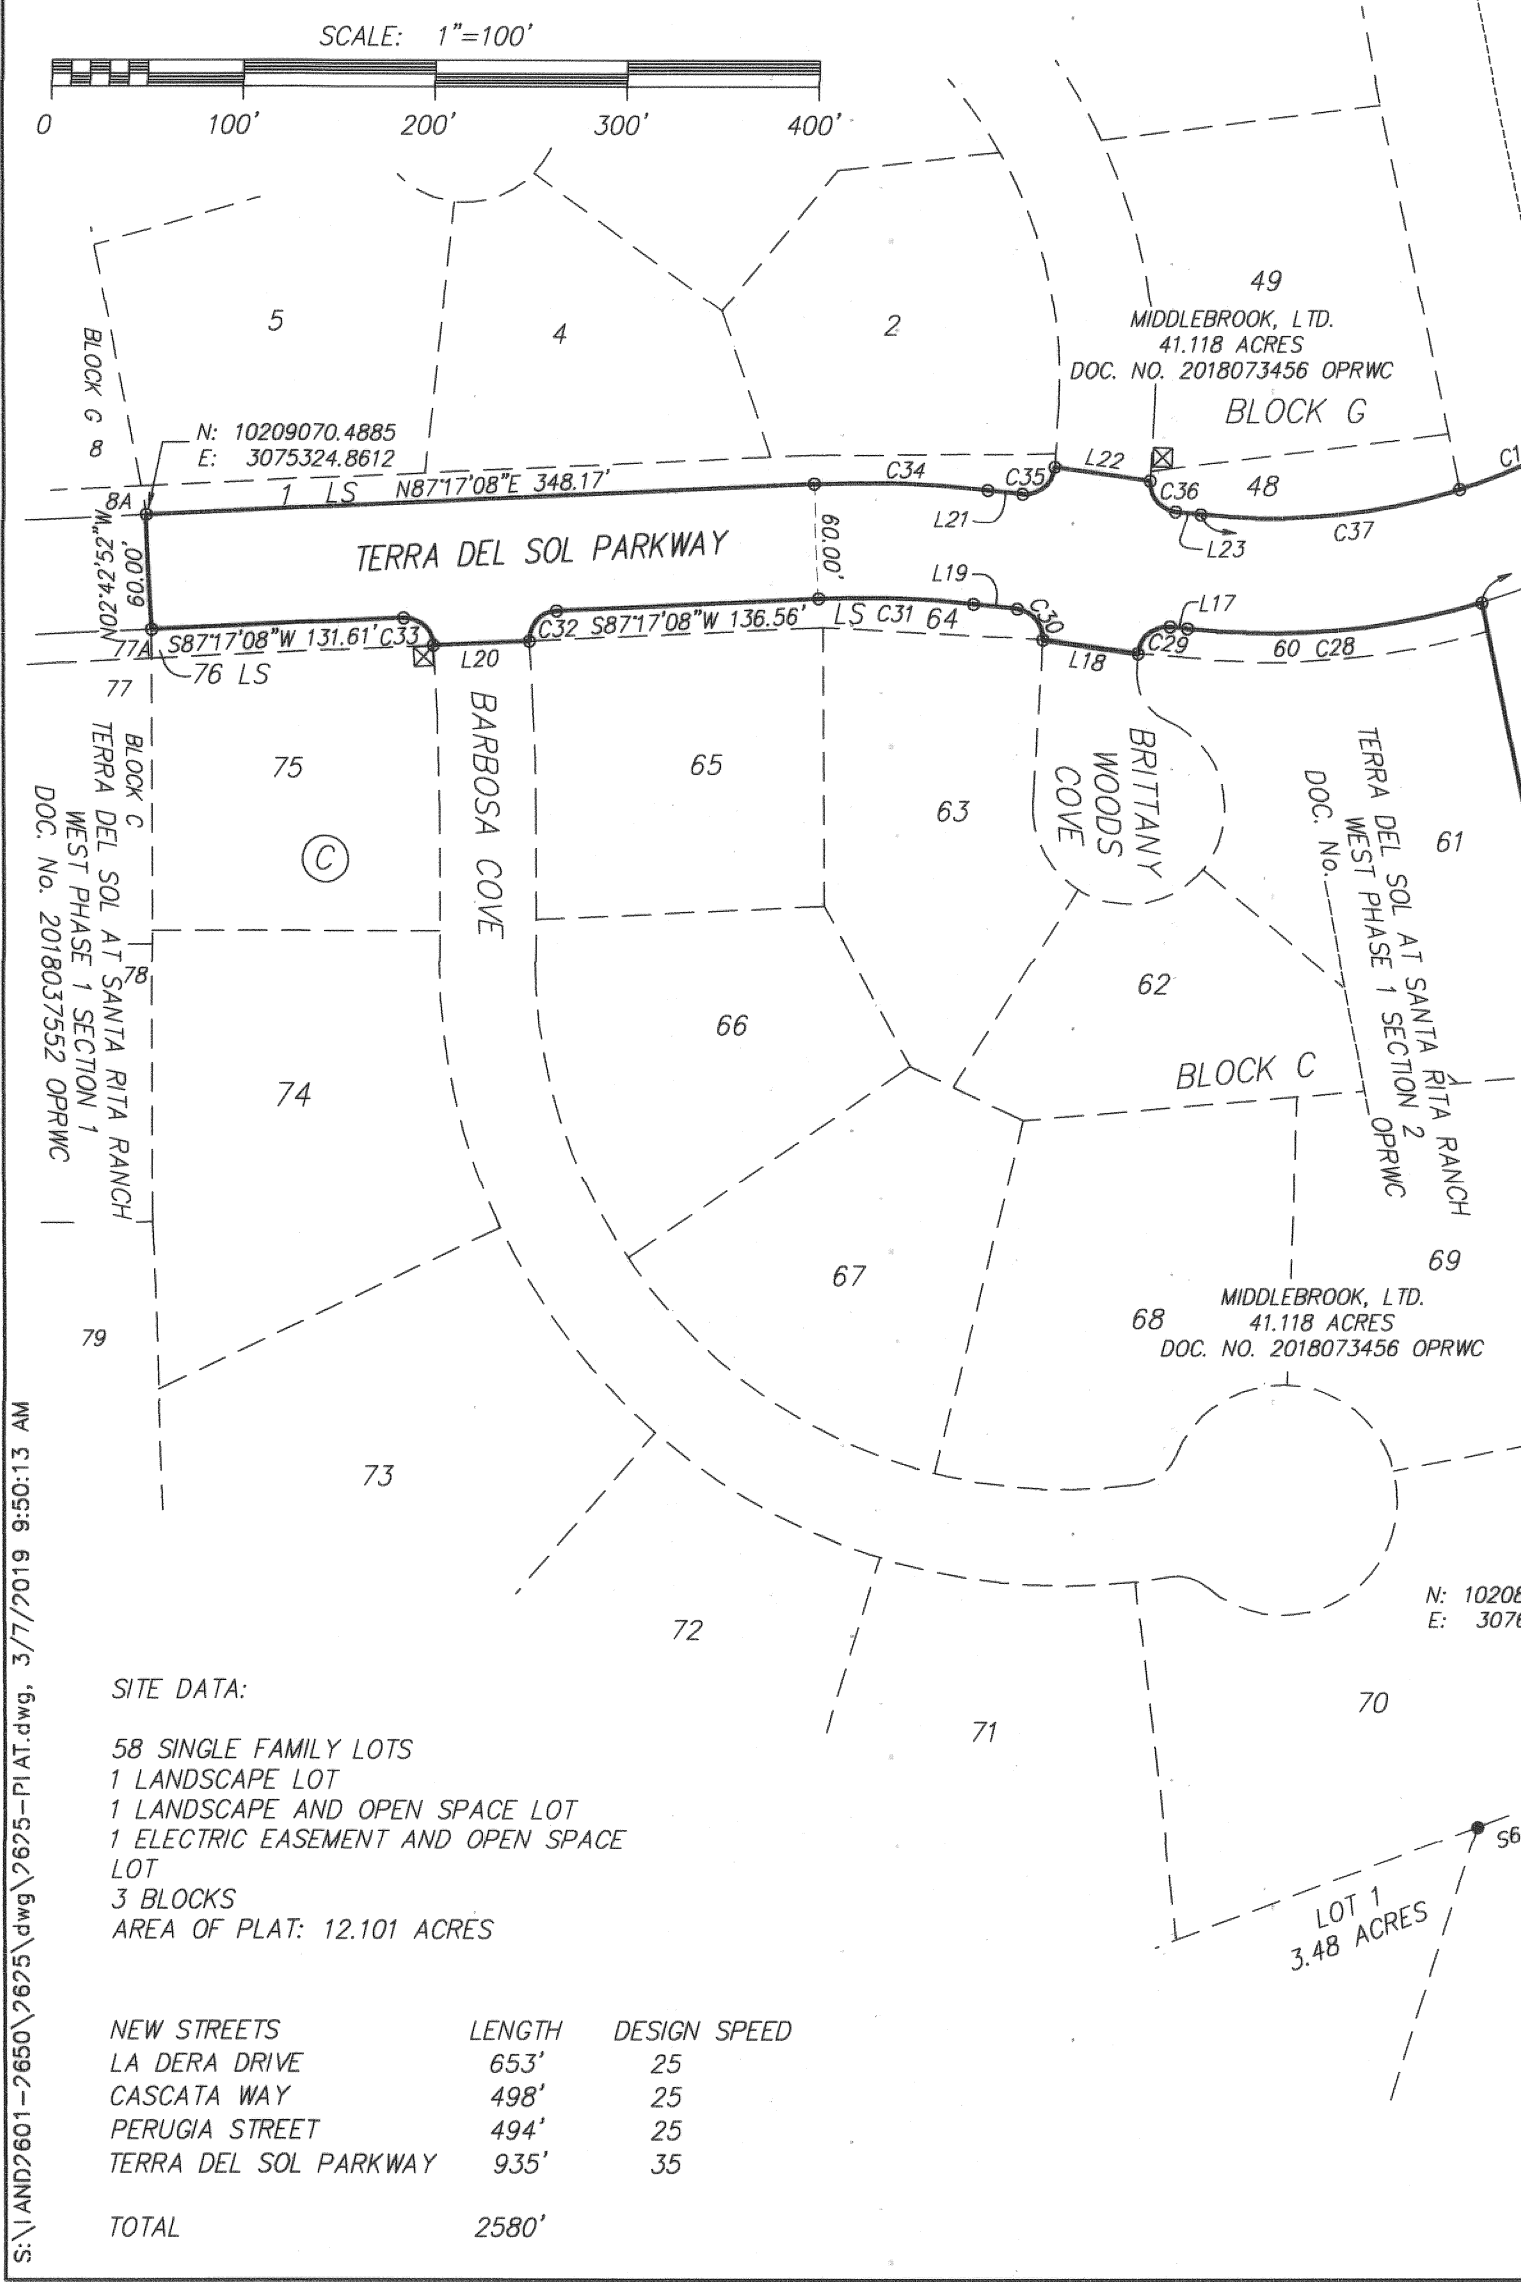 SCALE: 1"=100'
0 100' 200' 300' 400'
5
4
2
49
MIDDLEBROOK, LTD.
41.118 ACRES
DOC. NO. 2018073456 OPRWC
BLOCK G
BLOCK G
8
N: 10209070.4885
E: 3075324.8612
8A
1 LS N87°17'08"E 348.17'
C34
C35
L22
C36
48
L21
L23
C37
N02°42'52"W
60.00'
TERRA DEL SOL PARKWAY
60.00'
L19
L17
77A
S87°17'08"W 131.61'
C33
L20
C32
S87°17'08"W 136.56'
LS C31 64
C30
L18
C29
60 C28
76 LS
77
BLOCK C
TERRA DEL SOL AT SANTA RITA RANCH
WEST PHASE 1 SECTION 1
DOC. No. 2018037552 OPRWC
75
C
BARBOSA COVE
65
63
BRITTANY
WOODS
COVE
TERRA DEL SOL AT SANTA RITA RANCH
WEST PHASE 1 SECTION 2
DOC. No. OPRWC
61
78
66
62
74
BLOCK C
67
69
79
68
MIDDLEBROOK, LTD.
41.118 ACRES
DOC. NO. 2018073456 OPRWC
73
72
71
70
LOT 1
3.48 ACRES
SITE DATA:
58 SINGLE FAMILY LOTS
1 LANDSCAPE LOT
1 LANDSCAPE AND OPEN SPACE LOT
1 ELECTRIC EASEMENT AND OPEN SPACE
LOT
3 BLOCKS
AREA OF PLAT: 12.101 ACRES
NEW STREETS LENGTH DESIGN SPEED
LA DERA DRIVE 653' 25
CASCATA WAY 498' 25
PERUGIA STREET 494' 25
TERRA DEL SOL PARKWAY 935' 35
TOTAL 2580'
S:\LAND2601-2650\2625\dwg\2625-PLAT.dwg, 3/7/2019 9:50:13 AM